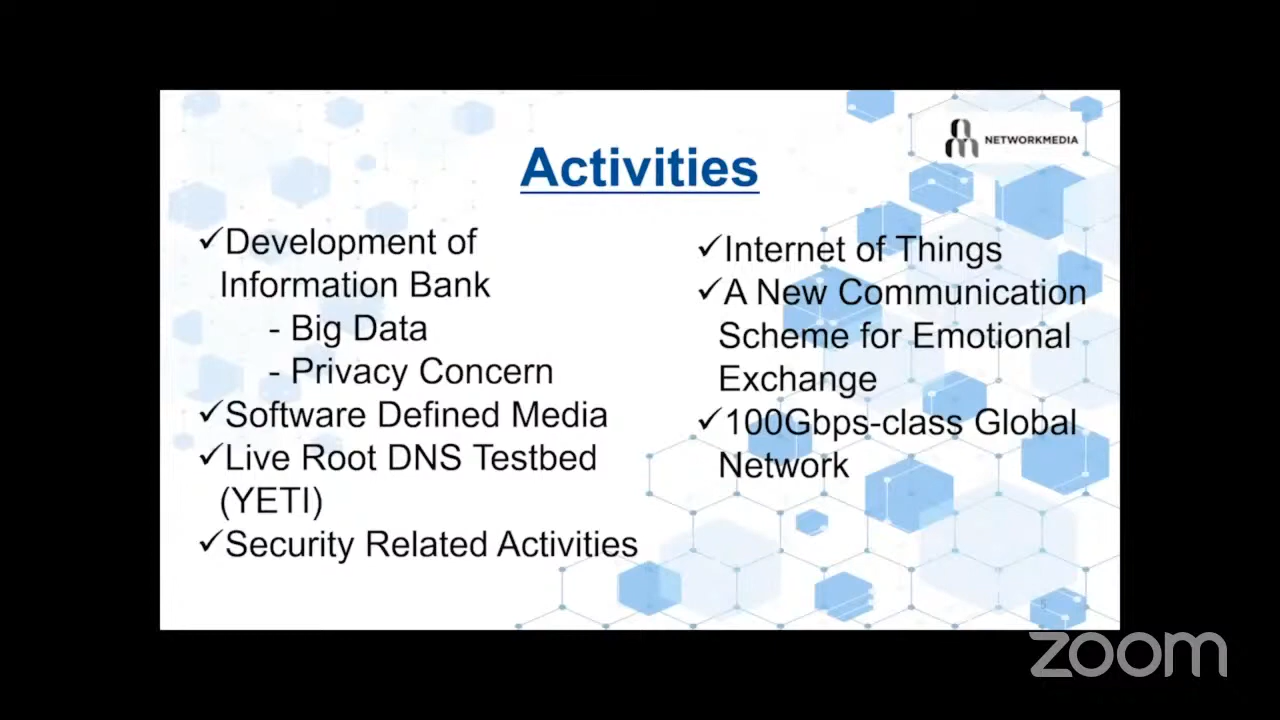 NETWORKMEDIA
Activities
✓Development of
Information Bank
- Big Data
- Privacy Concern
✓Software Defined Media
✓Live Root DNS Testbed
(YETI)
✓Security Related Activities
✓Internet of Things
✓A New Communication
Scheme for Emotional
Exchange
✓100Gbps-class Global
Network
5
zoom